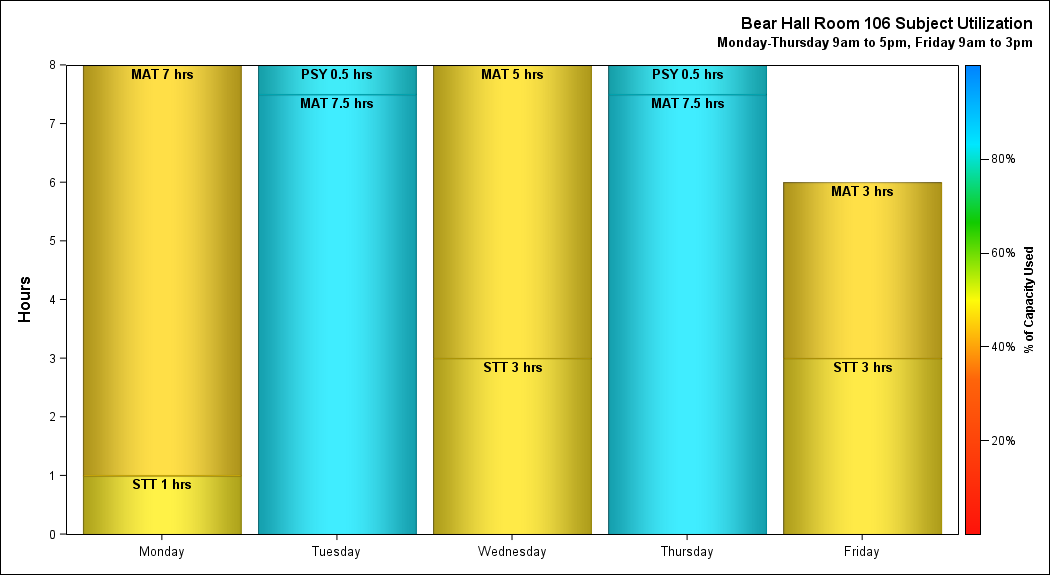 Bear Hall Room 106 Subject Utilization
Monday-Thursday 9am to 5pm, Friday 9am to 3pm
Hours
8
7
6
5
4
3
2
1
0
MAT 7 hrs
STT 1 hrs
PSY 0.5 hrs
MAT 7.5 hrs
MAT 5 hrs
STT 3 hrs
PSY 0.5 hrs
MAT 7.5 hrs
MAT 3 hrs
STT 3 hrs
Monday Tuesday Wednesday Thursday Friday
80%
60%
40%
20%
% of Capacity Used